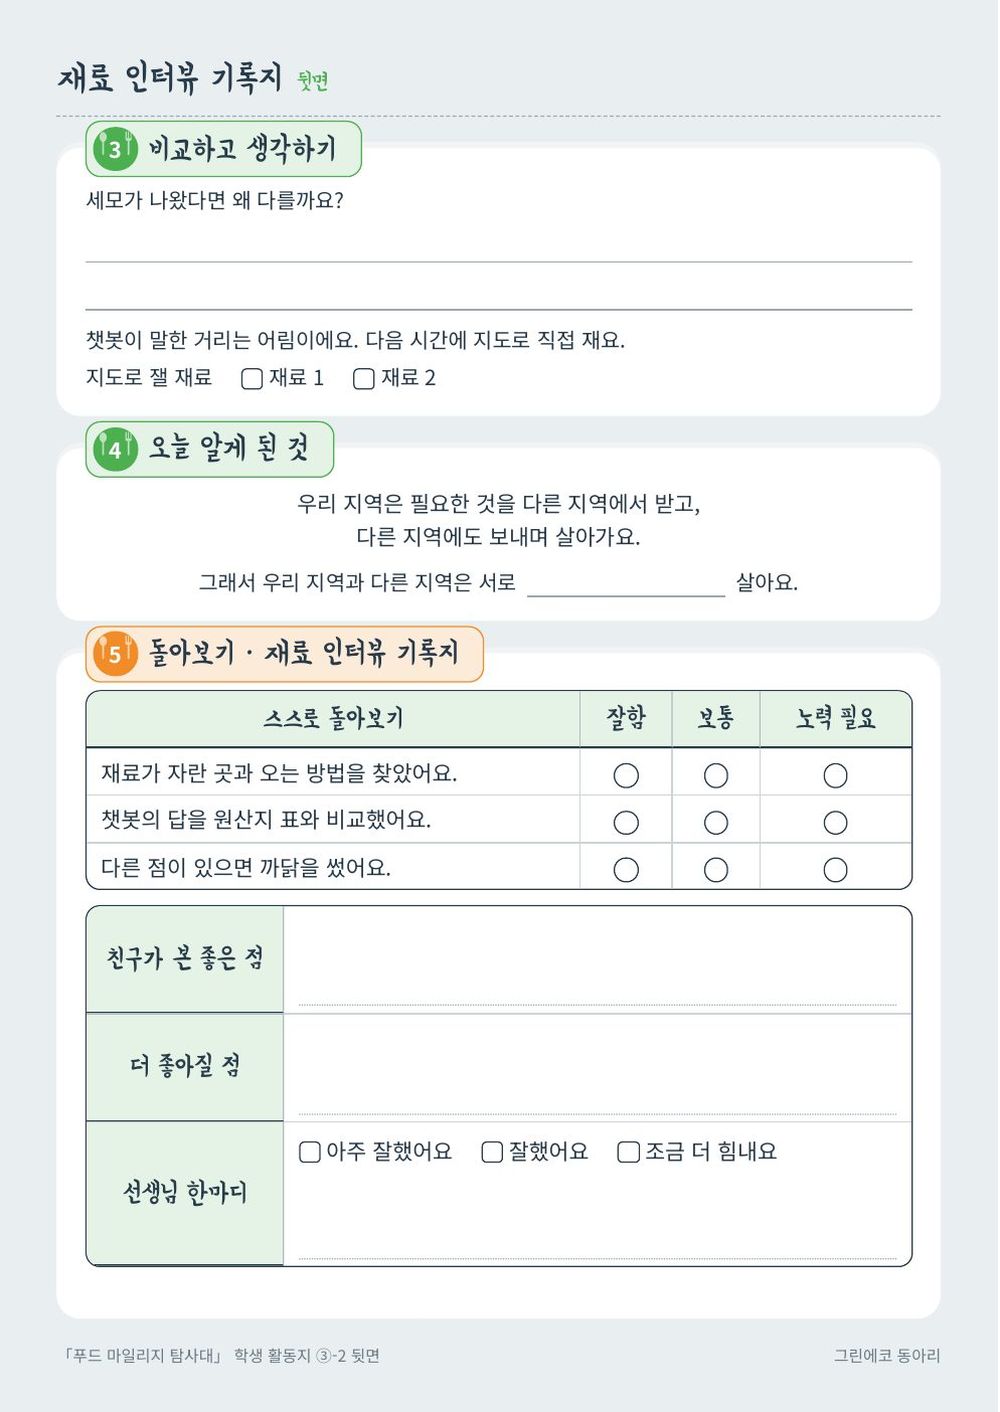 재료 인터뷰 기록지 뒷면
3 비교하고 생각하기
세모가 나왔다면 왜 다를까요?
챗봇이 말한 거리는 어림이에요. 다음 시간에 지도로 직접 재요.
지도로 잴 재료 재료 1 재료 2
4 오늘 알게 된 것
우리 지역은 필요한 것을 다른 지역에서 받고,
다른 지역에도 보내며 살아가요.
그래서 우리 지역과 다른 지역은 서로 살아요.
5 돌아보기 · 재료 인터뷰 기록지
스스로 돌아보기 잘함 보통 노력 필요
재료가 자란 곳과 오는 방법을 찾았어요.
챗봇의 답을 원산지 표와 비교했어요.
다른 점이 있으면 까닭을 썼어요.
친구가 본 좋은 점
더 좋아질 점
선생님 한마디
아주 잘했어요 잘했어요 조금 더 힘내요
「푸드 마일리지 탐사대」 학생 활동지 ③-2 뒷면
그린에코 동아리